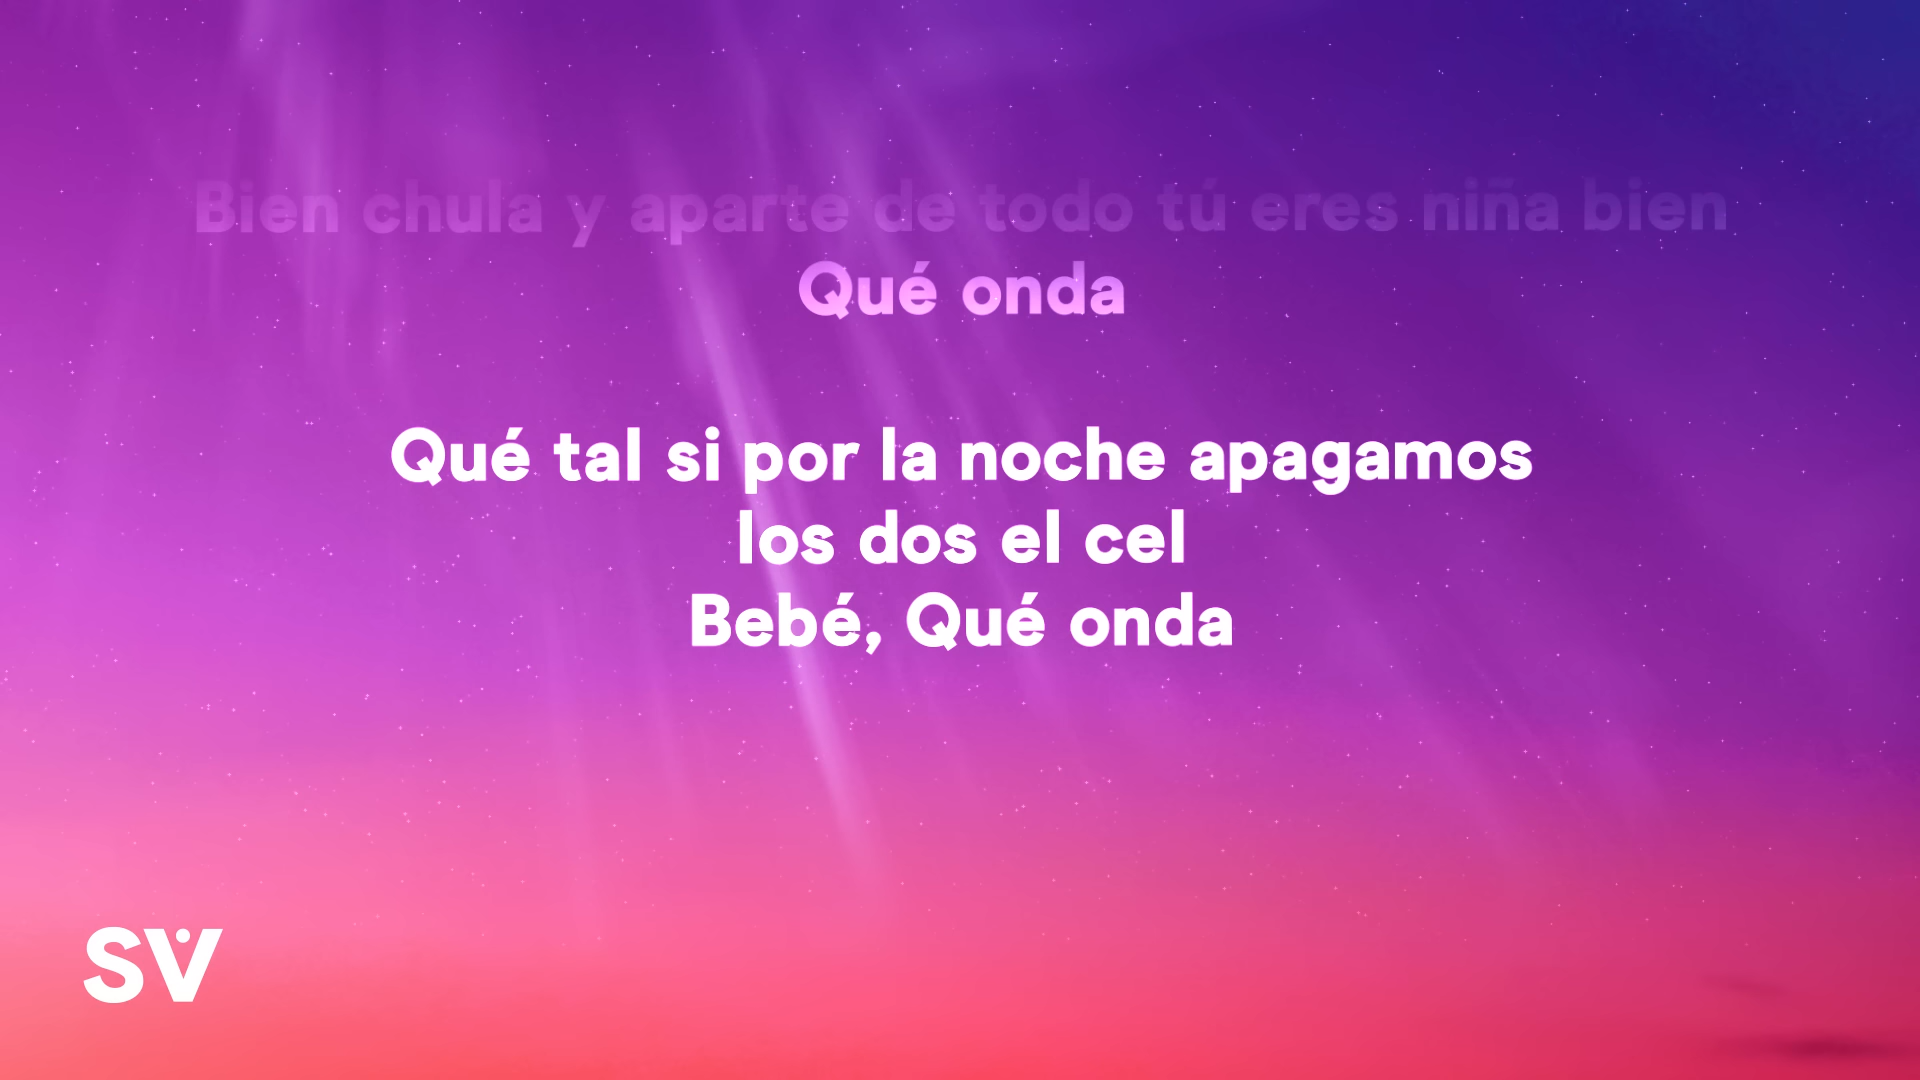 Bien chula y aparte de todo tú eres niña bien
Qué onda
Qué tal si por la noche apagamos
los dos el cel
Bebé, Qué onda
SV